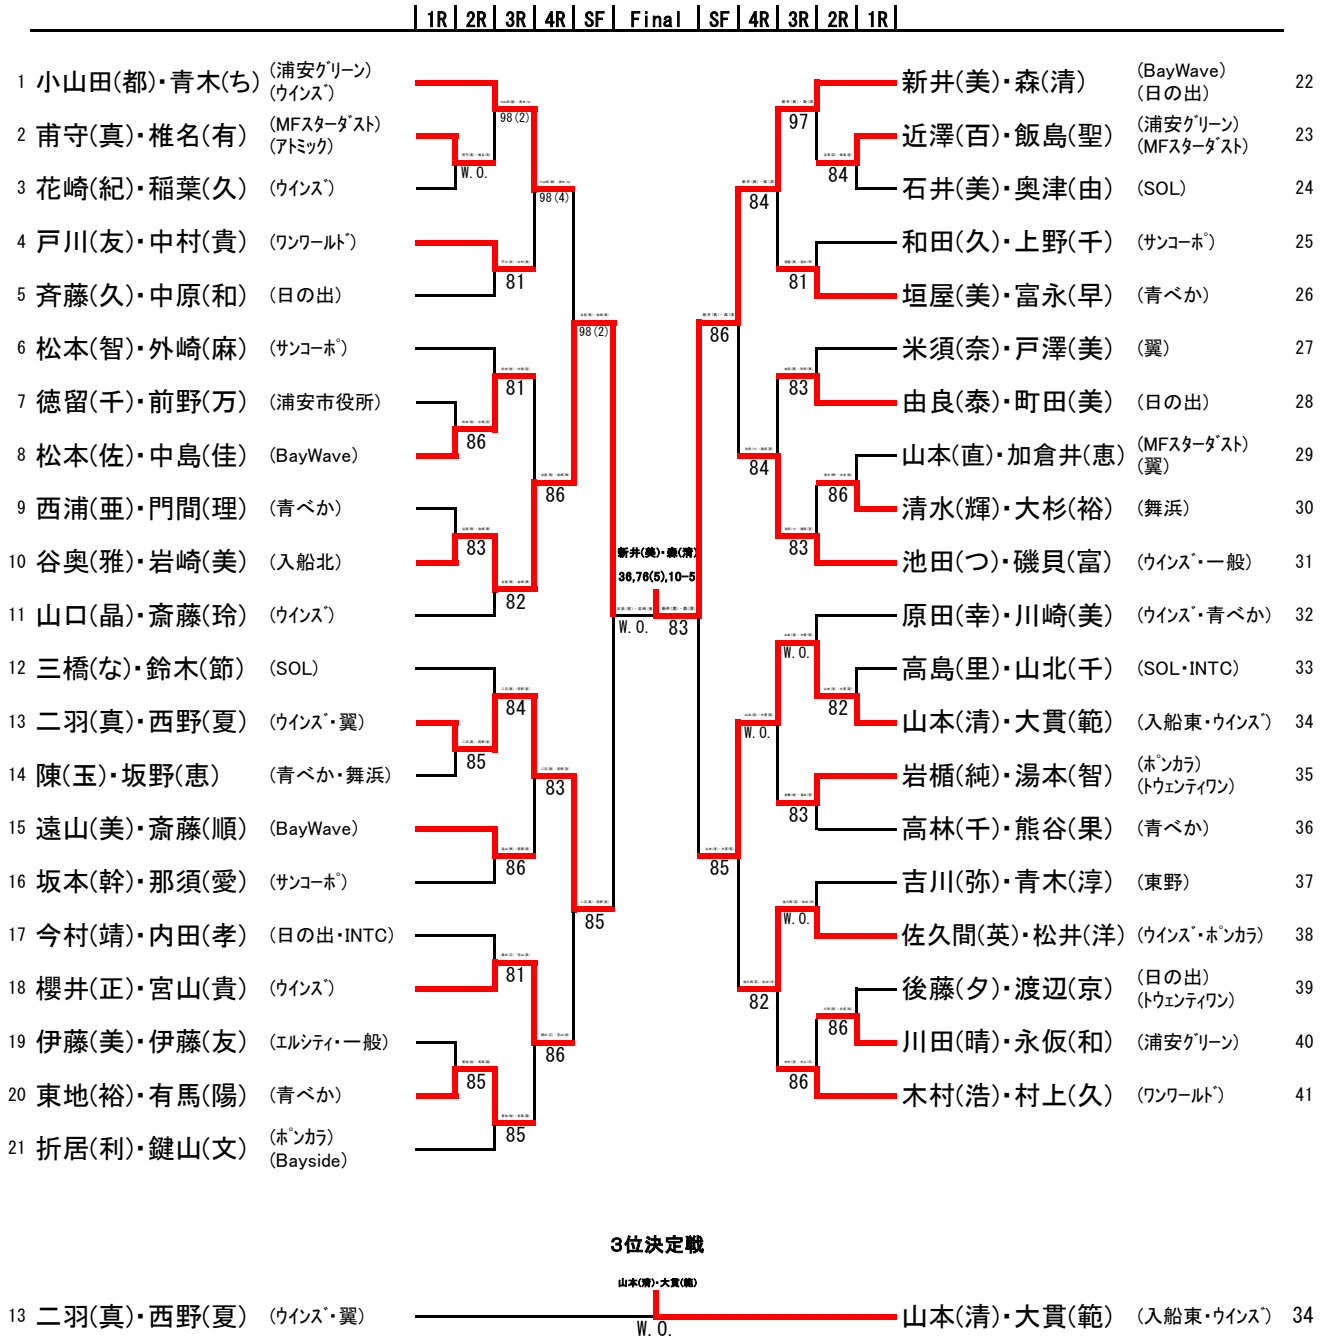 1R 2R 3R 4R SF Final SF 4R 3R 2R 1R
1 小山田(都)・青木(ち) (浦安グリーン)
(ウインズ)
2 甫守(真)・椎名(有) (MFスターダスト)
(アトミック)
3 花崎(紀)・稲葉(久) (ウインズ)
4 戸川(友)・中村(貴) (ワンワールド)
5 斉藤(久)・中原(和) (日の出)
6 松本(智)・外崎(麻) (サンコーポ)
7 徳留(千)・前野(万) (浦安市役所)
8 松本(佐)・中島(佳) (BayWave)
9 西浦(亜)・門間(理) (青べか)
10 谷奥(雅)・岩崎(美) (入船北)
11 山口(晶)・斎藤(玲) (ウインズ)
12 三橋(な)・鈴木(節) (SOL)
13 二羽(真)・西野(夏) (ウインズ・翼)
14 陳(玉)・坂野(恵) (青べか・舞浜)
15 遠山(美)・斎藤(順) (BayWave)
16 坂本(幹)・那須(愛) (サンコーポ)
17 今村(靖)・内田(孝) (日の出・INTC)
18 櫻井(正)・宮山(貴) (ウインズ)
19 伊藤(美)・伊藤(友) (エルシティ・一般)
20 東地(裕)・有馬(陽) (青べか)
21 折居(利)・鍵山(文) (ポンカラ)
(Bayside)
W.O.
86
83
85
85
98(2)
81
81
82
84
86
81
85
98(4)
86
83
86
98(2)
85
新井(美)・森(清)
36,76(5),10-5
W.O.
83
86
85
84
84
W.O.
82
97
81
83
83
W.O.
83
W.O.
86
84
86
82
86
新井(美)・森(清) (BayWave)
(日の出) 22
近澤(百)・飯島(聖) (浦安グリーン)
(MFスターダスト) 23
石井(美)・奥津(由) (SOL) 24
和田(久)・上野(千) (サンコーポ) 25
垣屋(美)・富永(早) (青べか) 26
米須(奈)・戸澤(美) (翼) 27
由良(泰)・町田(美) (日の出) 28
山本(直)・加倉井(恵) (MFスターダスト)
(翼) 29
清水(輝)・大杉(裕) (舞浜) 30
池田(つ)・磯貝(富) (ウインズ・一般) 31
原田(幸)・川崎(美) (ウインズ・青べか) 32
高島(里)・山北(千) (SOL・INTC) 33
山本(清)・大貫(範) (入船東・ウインズ) 34
岩楯(純)・湯本(智) (ポンカラ)
(トウェンティワン) 35
高林(千)・熊谷(果) (青べか) 36
吉川(弥)・青木(淳) (東野) 37
佐久間(英)・松井(洋) (ウインズ・ポンカラ) 38
後藤(夕)・渡辺(京) (日の出)
(トウェンティワン) 39
川田(晴)・永仮(和) (浦安グリーン) 40
木村(浩)・村上(久) (ワンワールド) 41
3位決定戦
山本(清)・大貫(範)
13 二羽(真)・西野(夏) (ウインズ・翼) W.O. 山本(清)・大貫(範) (入船東・ウインズ) 34